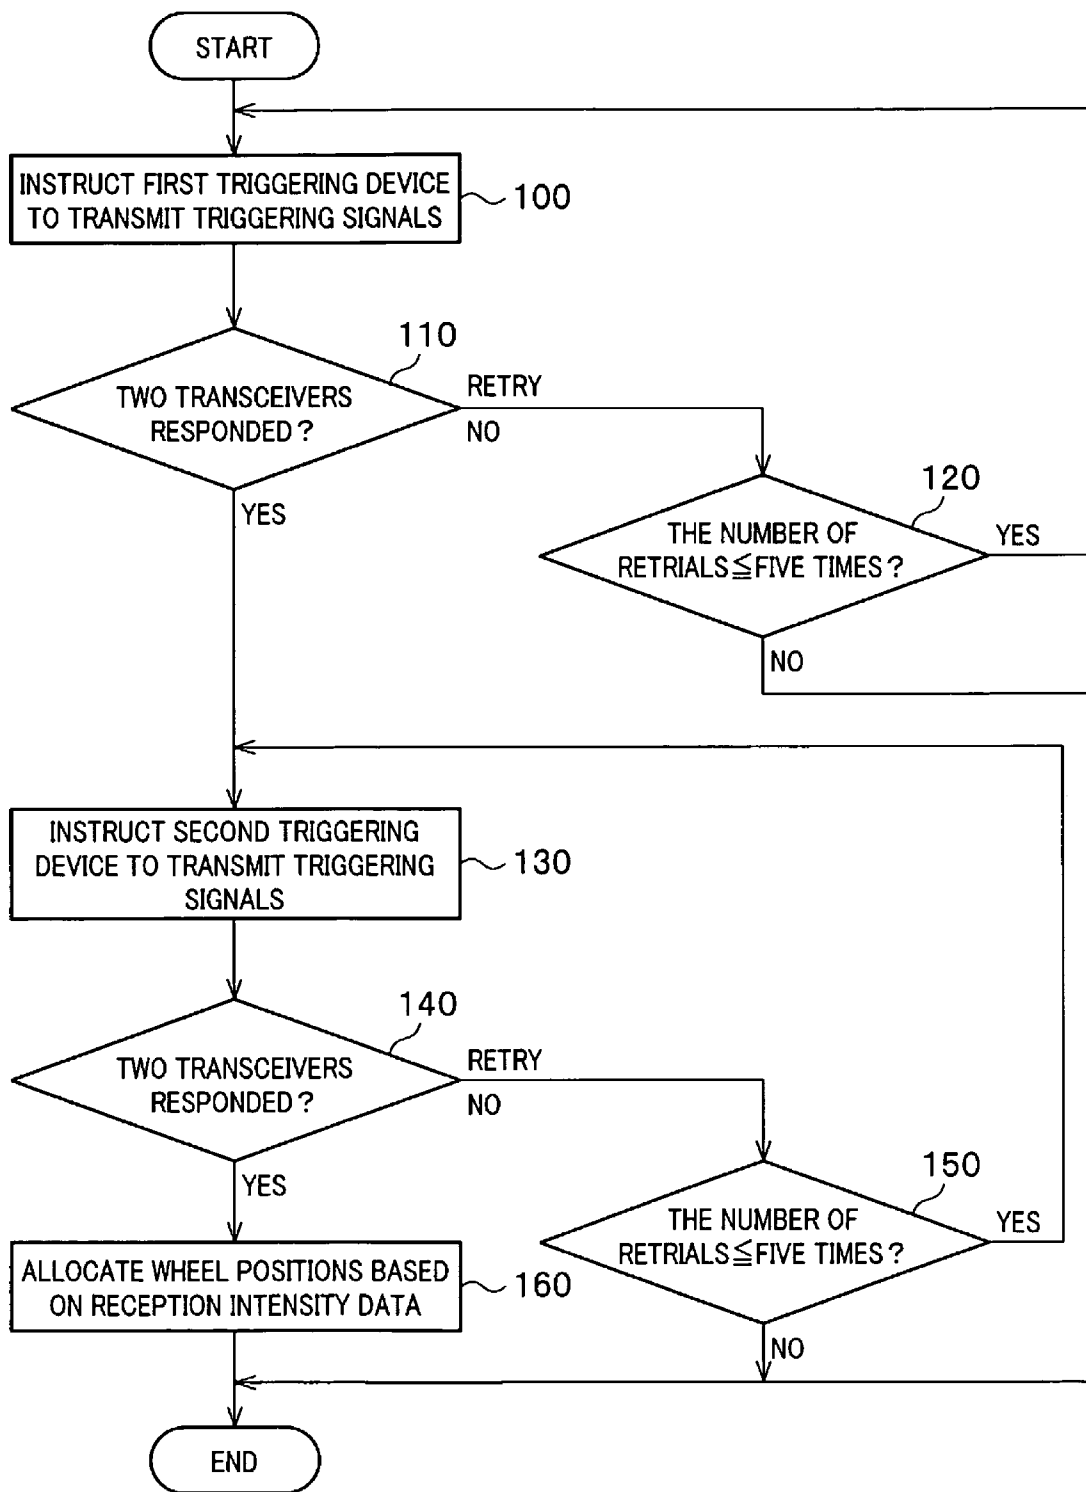 START
INSTRUCT FIRST TRIGGERING DEVICE
TO TRANSMIT TRIGGERING SIGNALS
100
110
TWO TRANSCEIVERS
RESPONDED?
RETRY
NO
YES
120
THE NUMBER OF
RETRIALS≦FIVE TIMES?
YES
NO
INSTRUCT SECOND TRIGGERING
DEVICE TO TRANSMIT TRIGGERING
SIGNALS
130
140
TWO TRANSCEIVERS
RESPONDED?
RETRY
NO
YES
150
THE NUMBER OF
RETRIALS≦FIVE TIMES?
YES
NO
ALLOCATE WHEEL POSITIONS BASED
ON RECEPTION INTENSITY DATA
160
END